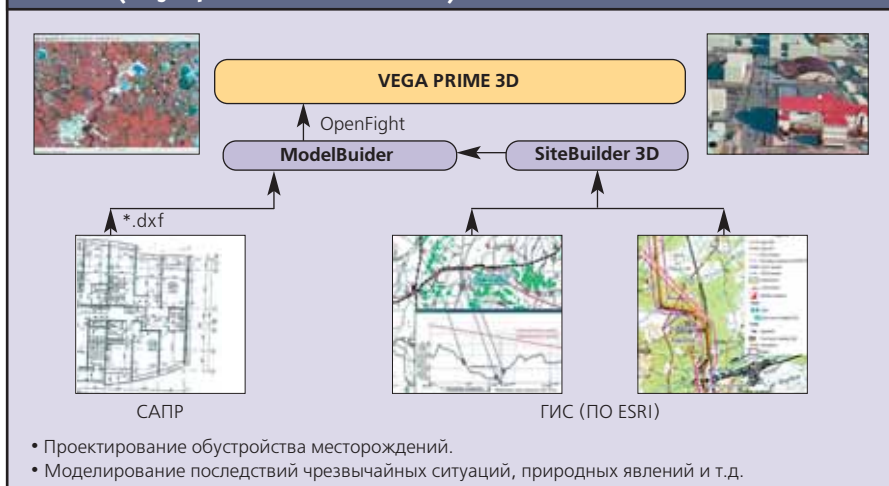 VEGA PRIME 3D
OpenFight
ModelBuider
SiteBuilder 3D
*.dxf
САПР
ГИС (ПО ESRI)
• Проектирование обустройства месторождений.
• Моделирование последствий чрезвычайных ситуаций, природных явлений и т.д.